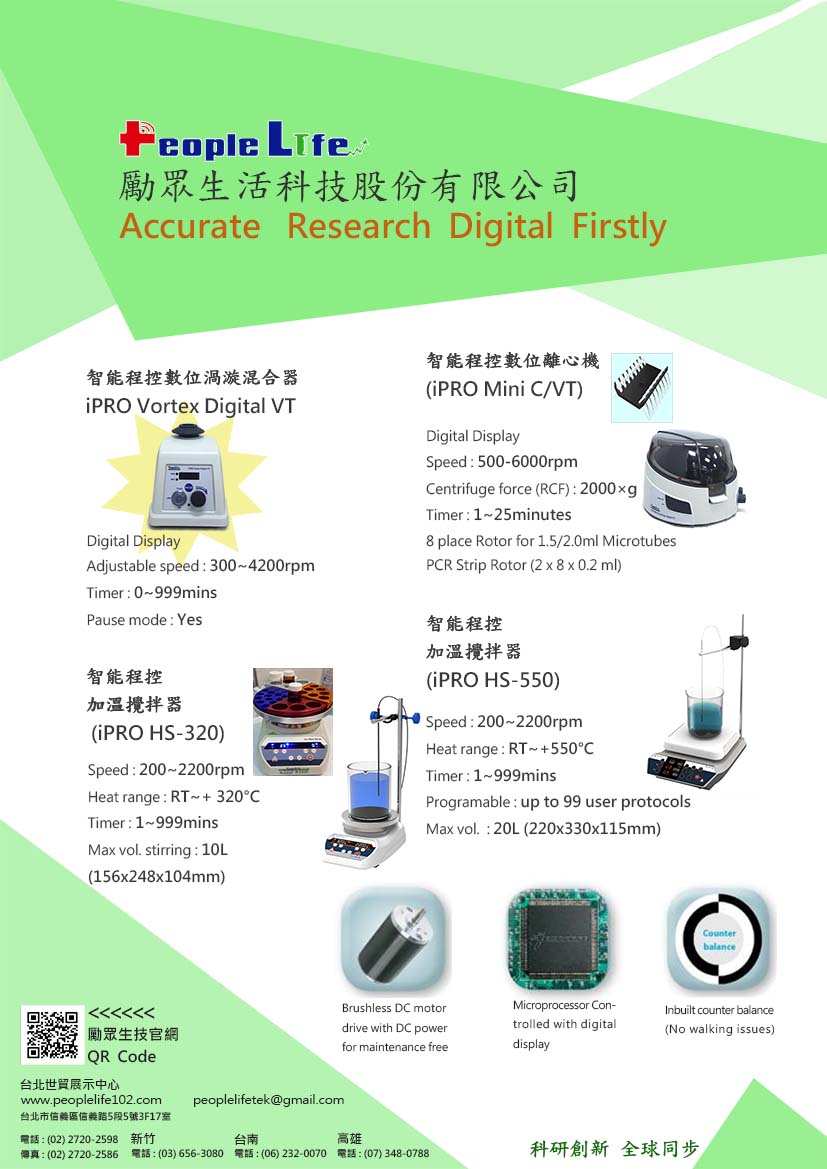 People Life
勵眾生活科技股份有限公司
Accurate Research Digital Firstly
智能程控數位渦漩混合器
iPRO Vortex Digital VT
Digital Display
Adjustable speed : 300~4200rpm
Timer : 0~999mins
Pause mode : Yes
智能程控數位離心機
(iPRO Mini C/VT)
Digital Display
Speed : 500-6000rpm
Centrifuge force (RCF) : 2000×g
Timer : 1~25minutes
8 place Rotor for 1.5/2.0ml Microtubes
PCR Strip Rotor (2 x 8 x 0.2 ml)
智能程控
加溫攪拌器
(iPRO HS-320)
Speed : 200~2200rpm
Heat range : RT~+ 320°C
Timer : 1~999mins
Max vol. stirring : 10L
(156x248x104mm)
智能程控
加溫攪拌器
(iPRO HS-550)
Speed : 200~2200rpm
Heat range : RT~+550°C
Timer : 1~999mins
Programable : up to 99 user protocols
Max vol. : 20L (220x330x115mm)
Brushless DC motor
drive with DC power
for maintenance free
Microprocessor Con-
trolled with digital
display
Counter
balance
Inbuilt counter balance
(No walking issues)
<<<<<<
勵眾生技官網
QR Code
台北世貿展示中心
www.peoplelife102.com peoplelifetek@gmail.com
台北市信義區信義路5段5號3F17室
電話 : (02) 2720-2598 新竹 台南 高雄
傳真 : (02) 2720-2586 電話 : (03) 656-3080 電話 : (06) 232-0070 電話 : (07) 348-0788
科研創新 全球同步